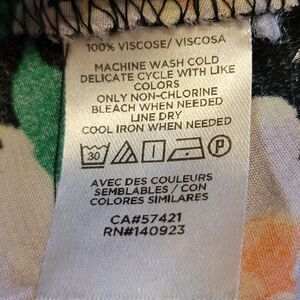 100% VISCOSE/ VISCOSA
MACHINE WASH COLD
DELICATE CYCLE WITH LIKE
COLORS
ONLY NON-CHLORINE
BLEACH WHEN NEEDED
LINE DRY
COOL IRON WHEN NEEDED
30 P
AVEC DES COULEURS
SEMBLABLES / CON
COLORES SIMILARES
CA#57421
RN#140923